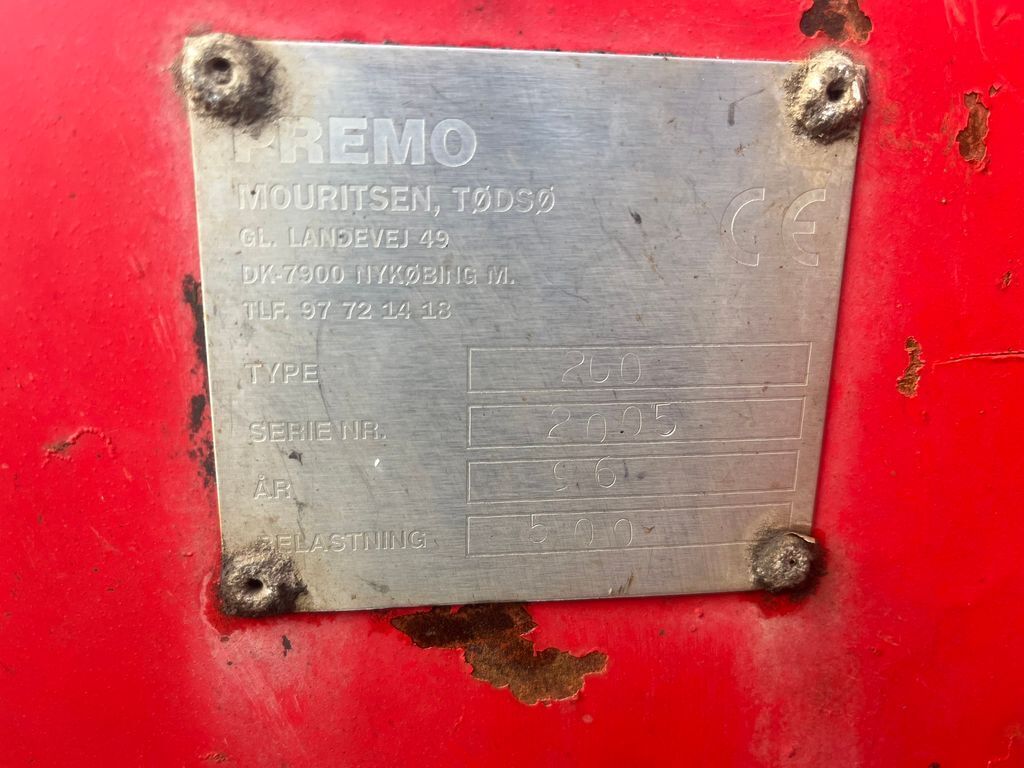 PREMO
MOURITSEN, TØDSØ
GL. LANDEVEJ 49
DK-7900 NYKØBING M.
TLF. 97 72 14 18
CE
TYPE 200
SERIE NR. 2005
ÅR 96
BELASTNING 500